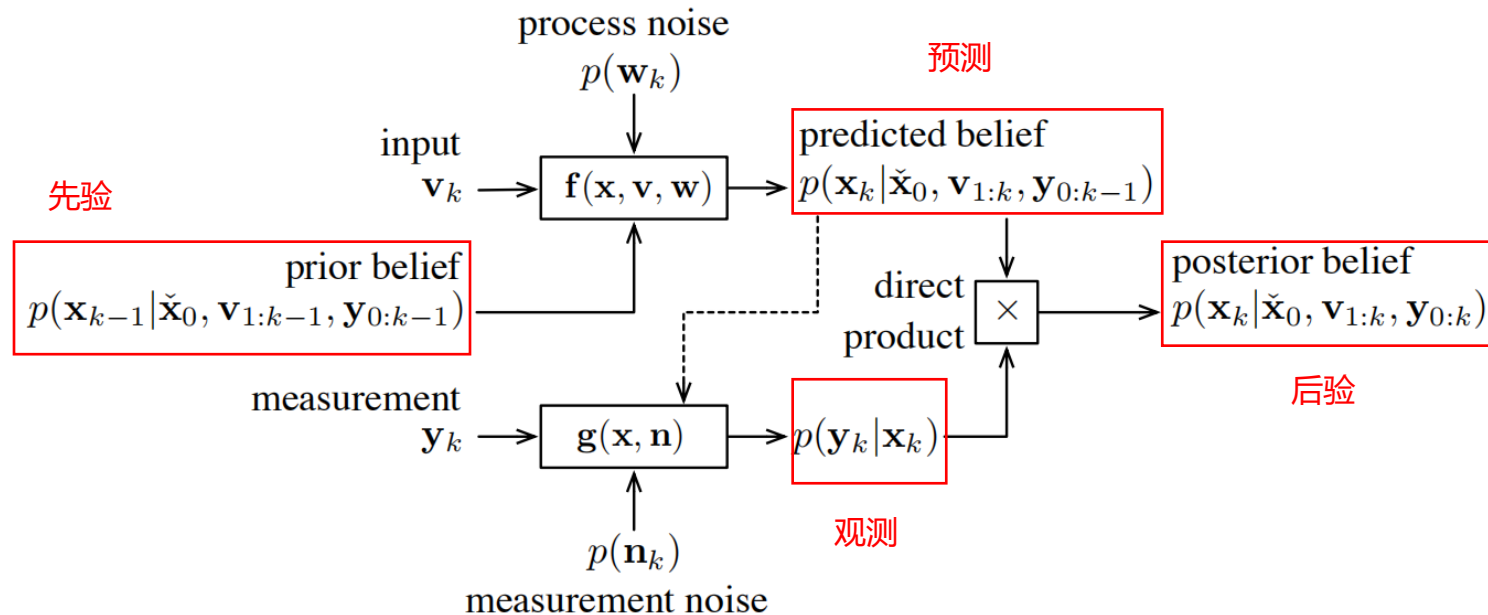 process noise
p(w_k)
预测
input
v_k
f(x, v, w)
predicted belief
p(x_k|x̌_0, v_{1:k}, y_{0:k−1})
先验
prior belief
p(x_{k−1}|x̌_0, v_{1:k−1}, y_{0:k−1})
direct
product
×
posterior belief
p(x_k|x̌_0, v_{1:k}, y_{0:k})
后验
measurement
y_k
g(x, n)
p(y_k|x_k)
观测
p(n_k)
measurement noise